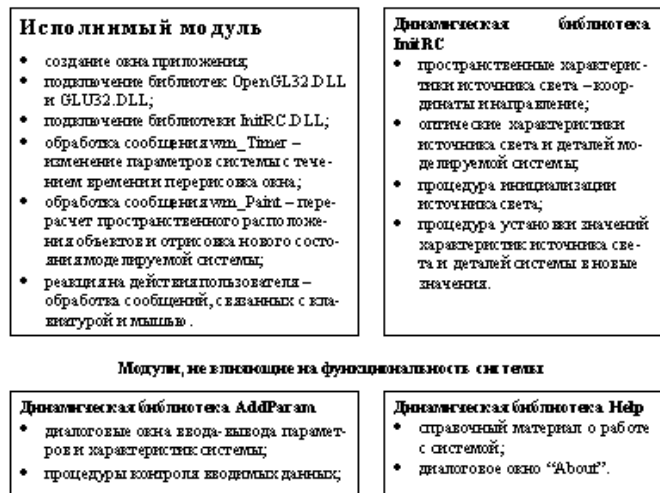 Исполнимый модуль
• создание окна приложения;
• подключение библиотек OpenGL32.DLL
и GLU32.DLL;
• подключение библиотеки InitRC.DLL;
• обработка сообщения wm_Timer –
изменение параметров системы с тече-
нием времени и перерисовка окна;
• обработка сообщения wm_Paint – пере-
расчет пространственного расположе-
ния объектов и отрисовка нового состо-
яния моделируемой системы;
• реакция на действия пользователя –
обработка сообщений, связанных с кла-
виатурой и мышью.
Динамическая библиотека
InitRC
• пространственные характерис-
тики источника света – коор-
динаты и направление;
• оптические характеристики
источника света и деталей мо-
делируемой системы;
• процедура инициализации
источника света;
• процедура установки значений
характеристик источника све-
та и деталей системы в новые
значения.
Модули, не влияющие на функциональность системы
Динамическая библиотека AddParam
• диалоговые окна ввода-вывода парамет-
ров и характеристик системы;
• процедуры контроля вводимых данных;
Динамическая библиотека Help
• справочный материал о работе
с системой;
• диалоговое окно “About”.